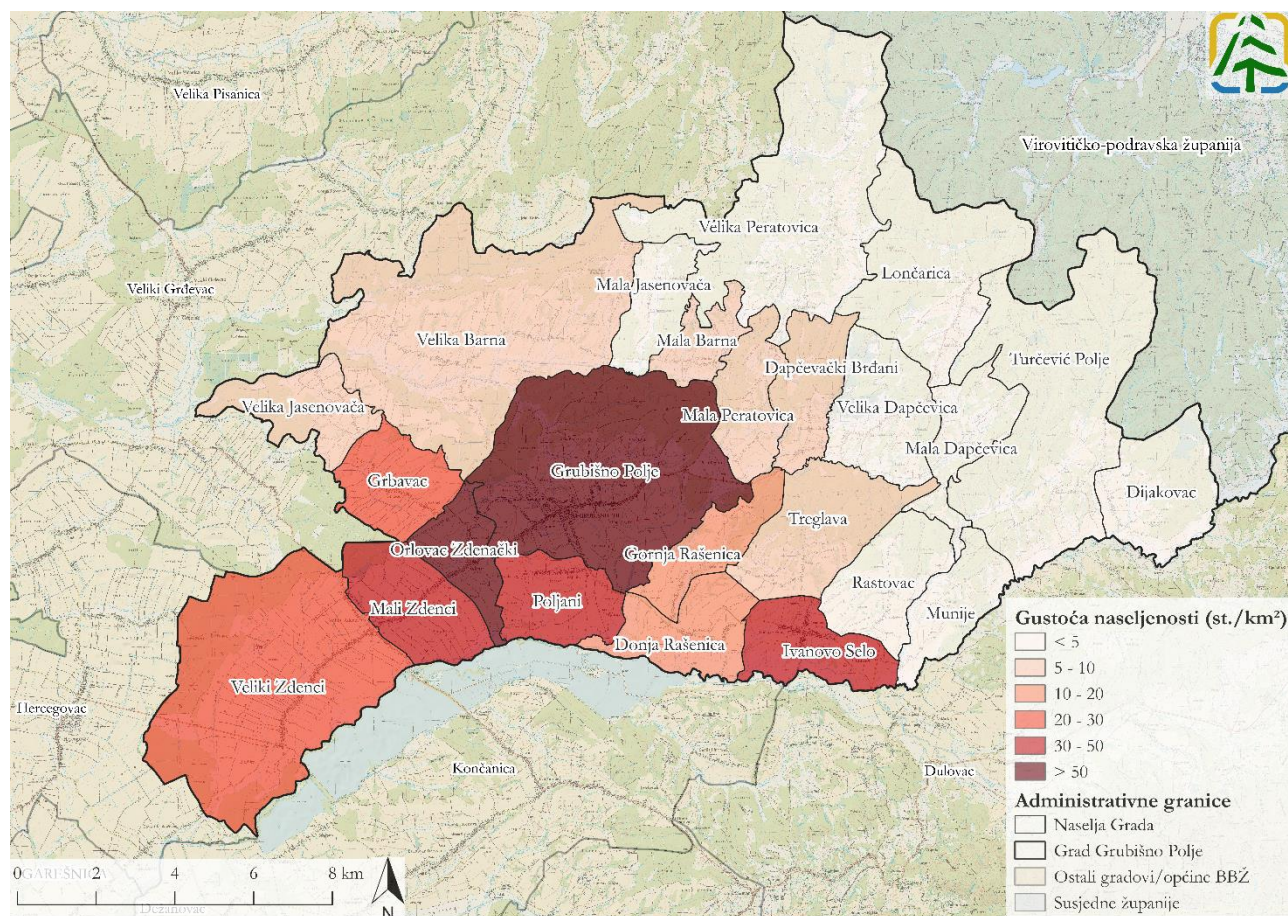 Velika Pisanica
Virovitičko-podravska županija
Velika Peratovica
Lončarica
Mala Jasenovača
Veliki Grđevac
Velika Barna
Mala Barna
Turčević Polje
Dapčevački Brđani
Velika Jasenovača
Mala Peratovica
Velika Dapčevica
Mala Dapčevica
Grbavac
Grubišno Polje
Dijakovac
Treglava
Orlovac Zdenački
Gornja Rašenica
Rastovac
Mali Zdenci
Poljani
Munije
Donja Rašenica
Ivanovo Selo
Veliki Zdenci
Hercegovac
Končanica
Dulovac
Gustoća naseljenosti (st./km²)
< 5
5 - 10
10 - 20
20 - 30
30 - 50
> 50
Administrativne granice
Naselja Grada
Grad Grubišno Polje
Ostali gradovi/općine BBŽ
Susjedne županije
0 2 4 8 km
GAREŠNICA
Dežanovac
N